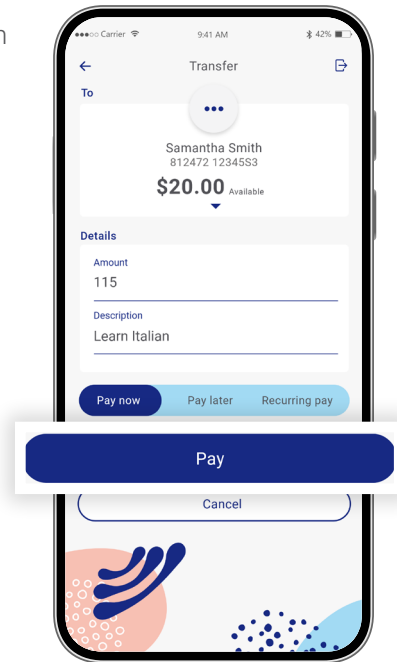 Carrier 9:41 AM 42%
Transfer
To
Samantha Smith
812472 12345S3
$20.00 Available
Details
Amount
115
Description
Learn Italian
Pay now Pay later Recurring pay
Pay
Cancel